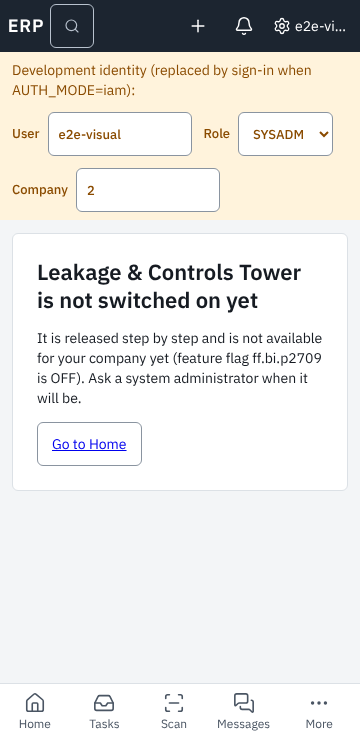 ERP
e2e-vi...
Development identity (replaced by sign-in when
AUTH_MODE=iam):
User e2e-visual Role SYSADM
Company 2
Leakage & Controls Tower
is not switched on yet
It is released step by step and is not available
for your company yet (feature flag ff.bi.p2709
is OFF). Ask a system administrator when it
will be.
Go to Home
Home Tasks Scan Messages More